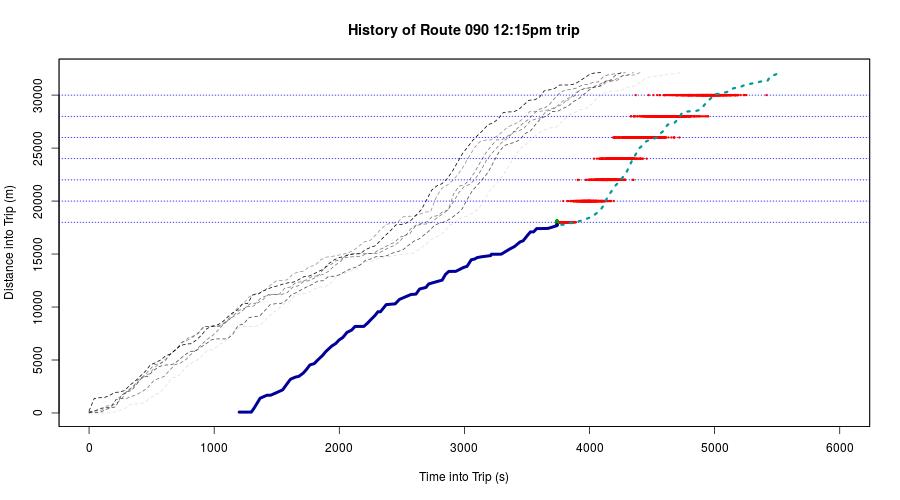 History of Route 090 12:15pm trip
Distance into Trip (m)
30000
25000
20000
15000
10000
5000
0
0 1000 2000 3000 4000 5000 6000
Time into Trip (s)